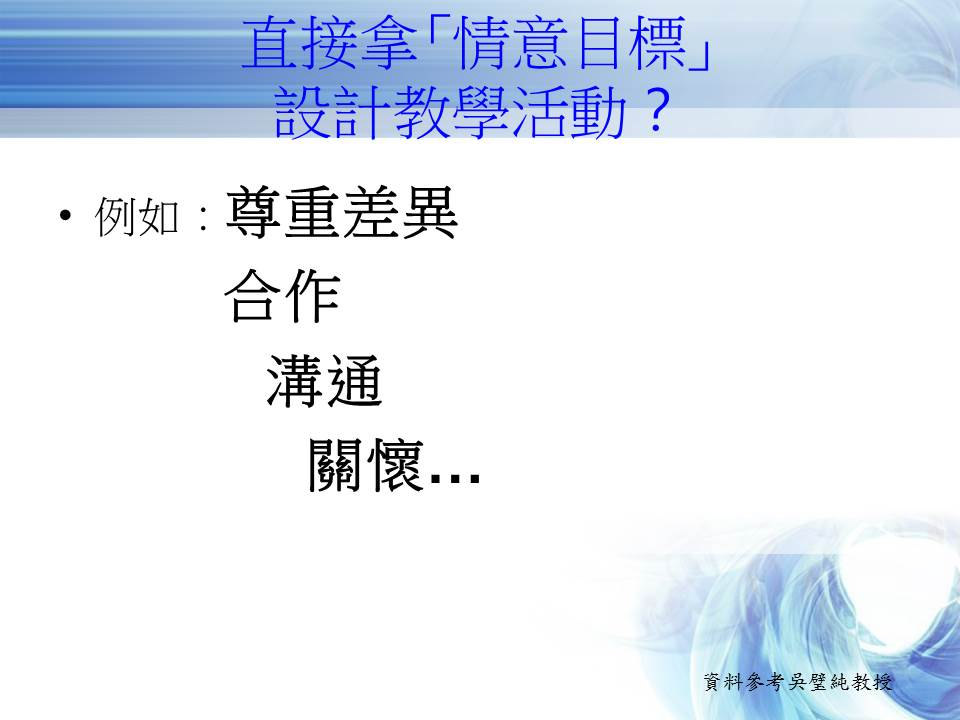 直接拿「情意目標」
設計教學活動？
• 例如：尊重差異
合作
溝通
關懷…
資料參考吳璧純教授